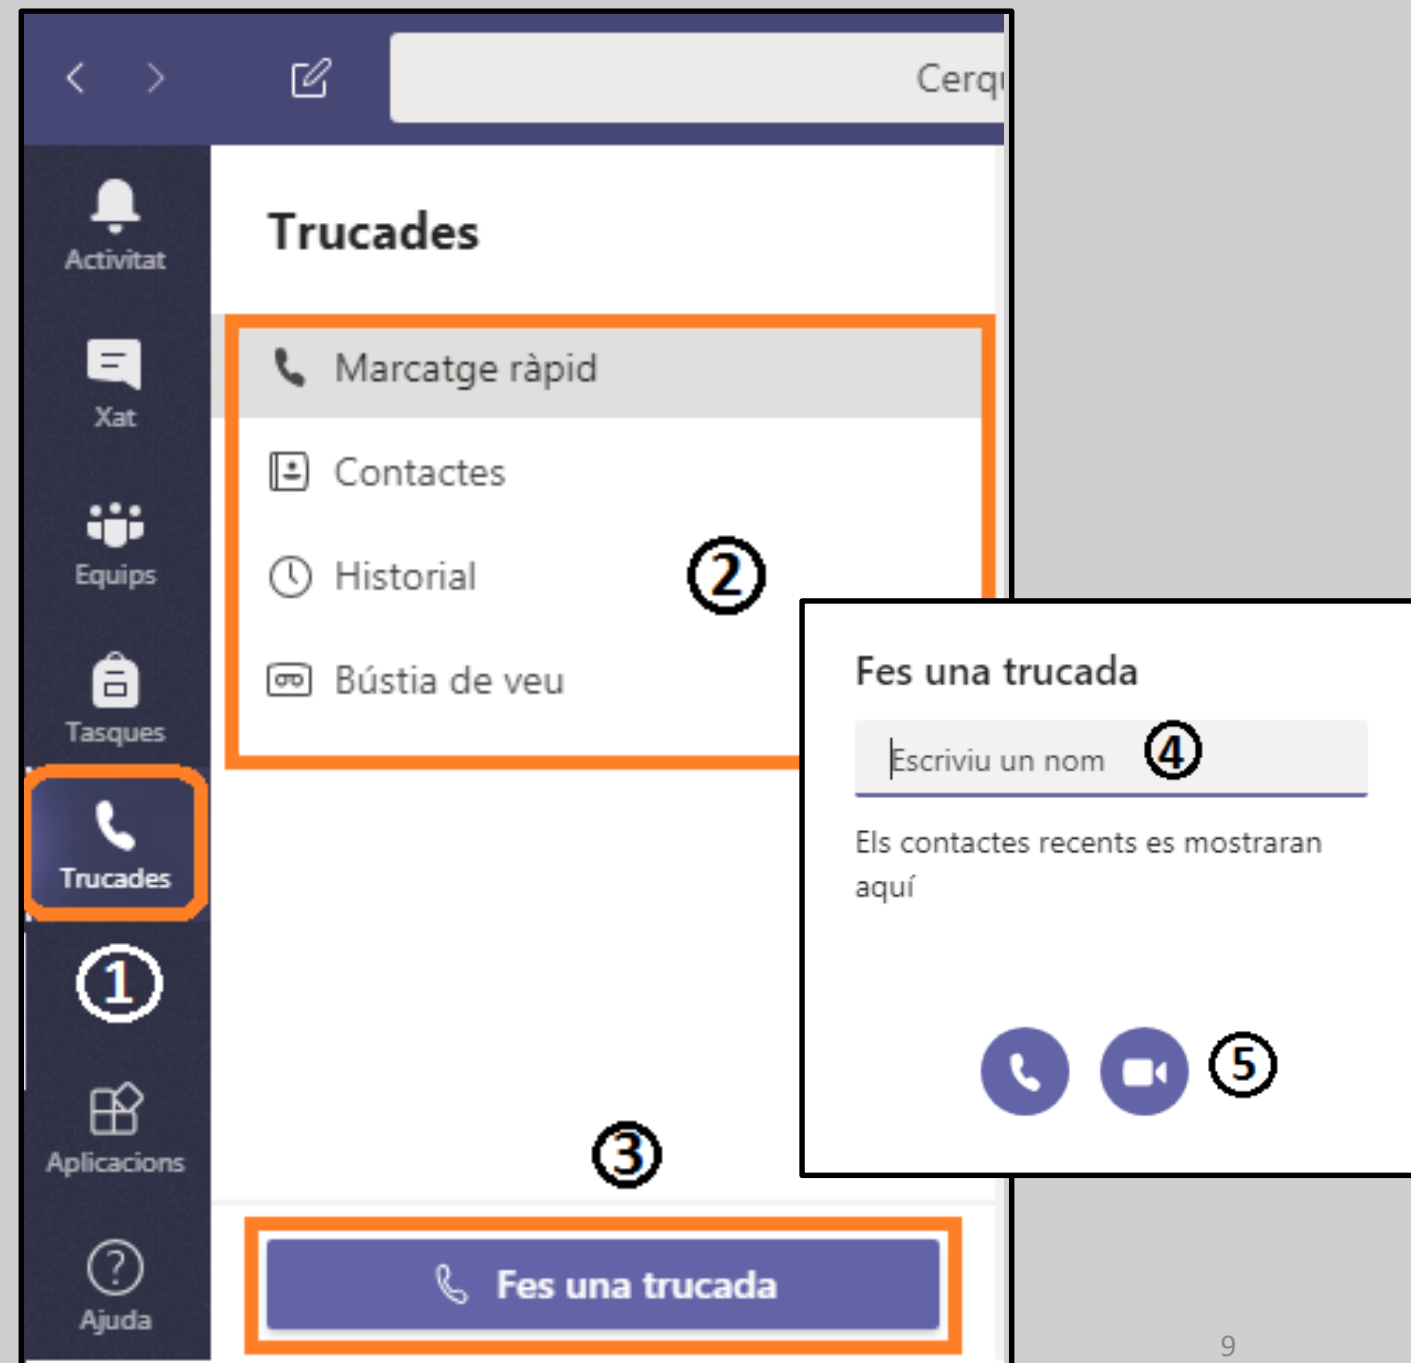 Cerq
Activitat
Xat
Equips
Tasques
Trucades
1
Aplicacions
Ajuda
Trucades
Marcatge ràpid
Contactes
Historial
2
Bústia de veu
3
Fes una trucada
Fes una trucada
Escriviu un nom 4
Els contactes recents es mostraran
aquí
5
9